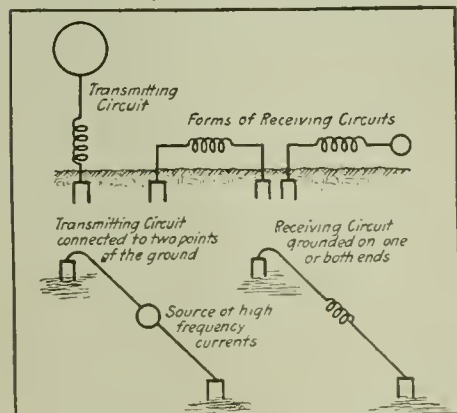 Transmitting
Circuit
Forms of Receiving Circuits
Transmitting Circuit
connected to two points
of the ground
Receiving Circuit
grounded on one
or both ends
Source of high
frequency
currents